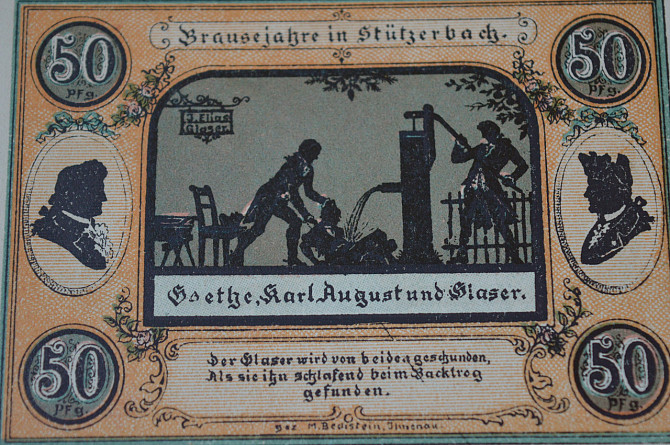 50
Pfg.
Brausejahre in Stützerbach.
50
Pfg.
J. Elias
Glaser.
Goethe, Karl August und Glaser.
50
Pfg.
Der Glaser wird von beiden geschunden,
Als sie ihn schlafend beim Backtrog
gefunden.
50
Pfg.
gez. M. Bechstein, Ilmenau.